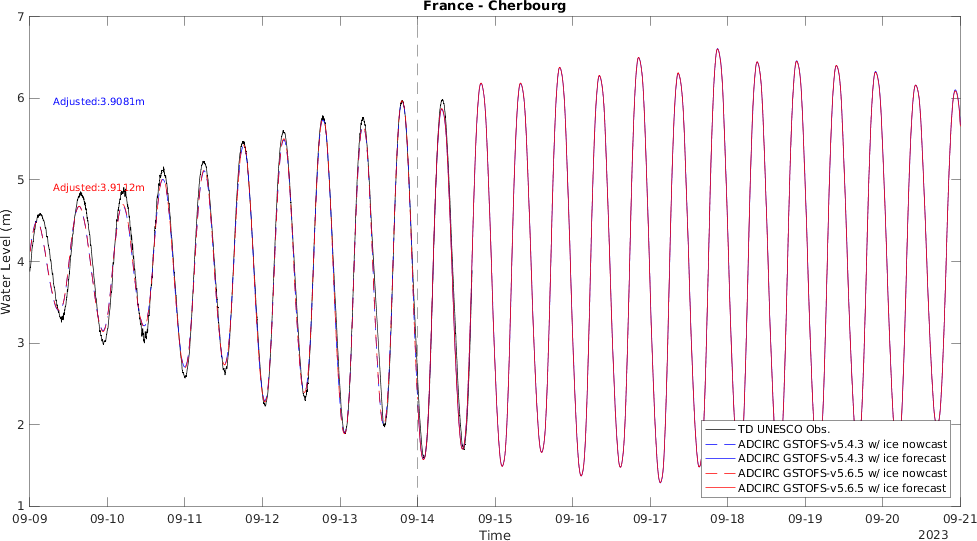 France - Cherbourg
7
6
5
4
3
2
1
Water Level (m)
Adjusted:3.9081m
Adjusted:3.9112m
TD UNESCO Obs.
ADCIRC GSTOFS-v5.4.3 w/ ice nowcast
ADCIRC GSTOFS-v5.4.3 w/ ice forecast
ADCIRC GSTOFS-v5.6.5 w/ ice nowcast
ADCIRC GSTOFS-v5.6.5 w/ ice forecast
09-09 09-10 09-11 09-12 09-13 09-14 09-15 09-16 09-17 09-18 09-19 09-20 09-21
Time
2023